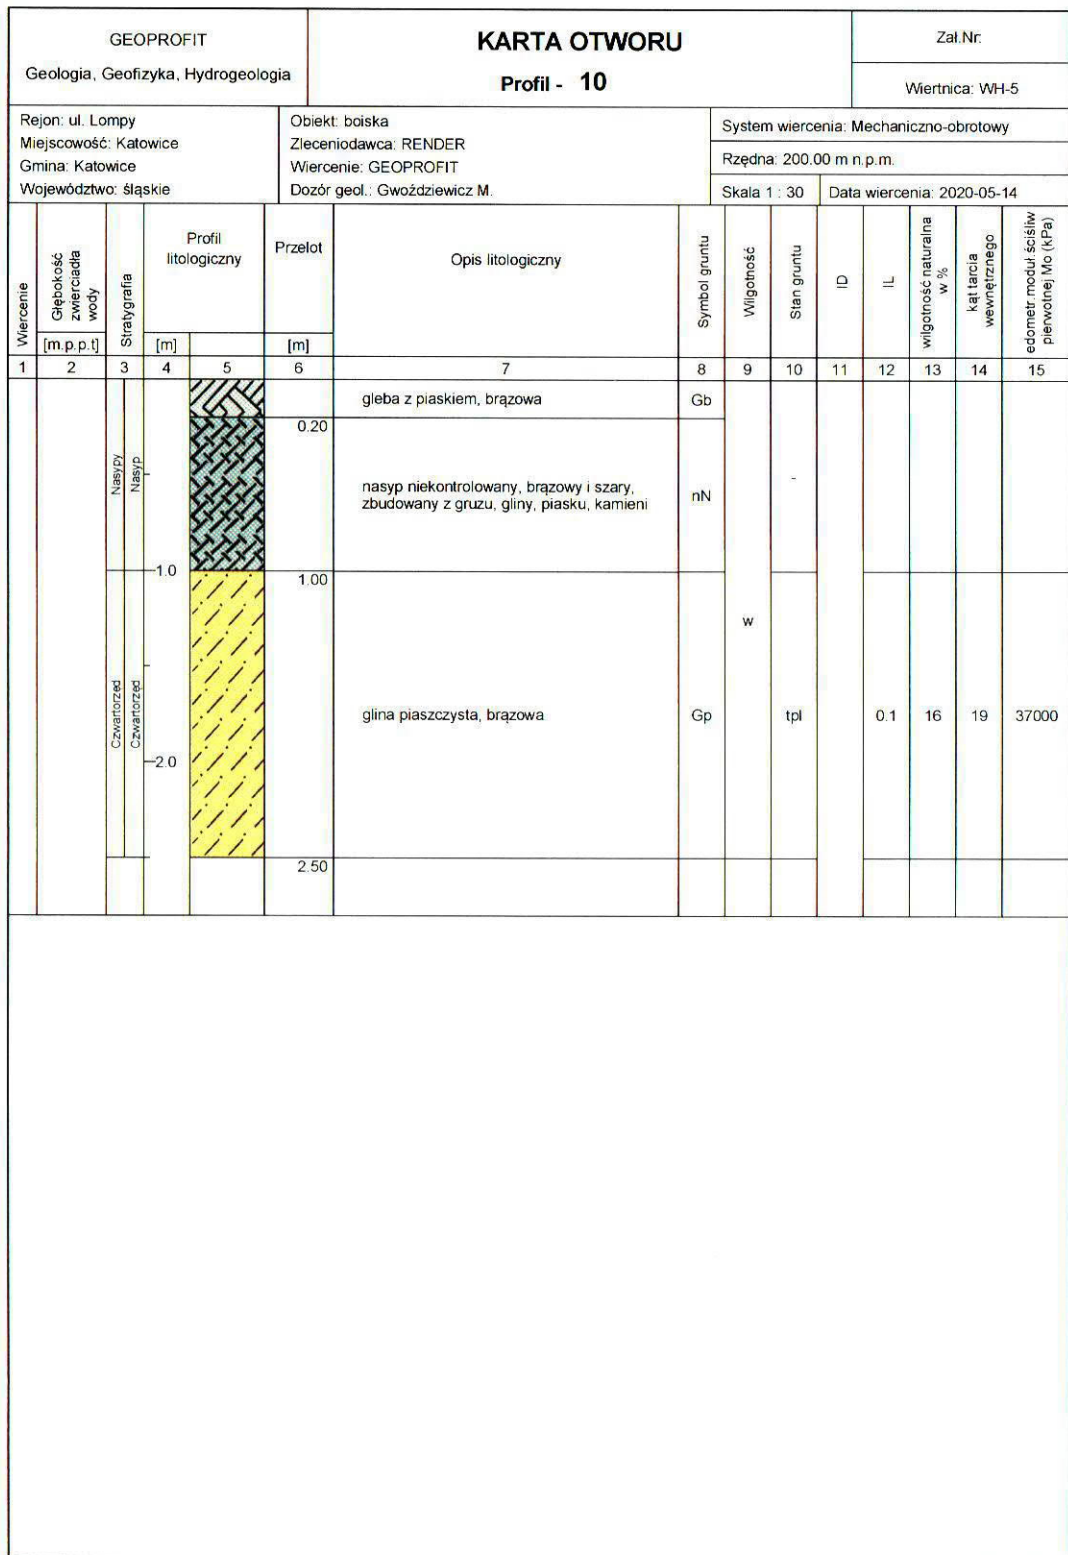 GEOPROFIT
Geologia, Geofizyka, Hydrogeologia
KARTA OTWORU
Profil - 10
Zał.Nr:
Wiertnica: WH-5
Rejon: ul. Lompy
Miejscowość: Katowice
Gmina: Katowice
Województwo: śląskie
Obiekt: boiska
Zleceniodawca: RENDER
Wiercenie: GEOPROFIT
Dozór geol.: Gwoździewicz M.
System wiercenia: Mechaniczno-obrotowy
Rzędna: 200.00 m n.p.m.
Skala 1 : 30
Data wiercenia: 2020-05-14
Wiercenie
Głębokość
zwierciadła
wody
[m.p.p.t]
Stratygrafia
Profil
litologiczny
[m]
Przelot
[m]
Opis litologiczny
Symbol gruntu
Wilgotność
Stan gruntu
ID
IL
wilgotność naturalna
w %
kąt tarcia
wewnętrznego
edometr.moduł.ściśliw
pierwotnej Mo (kPa)
1 2 3 4 5 6 7 8 9 10 11 12 13 14 15
gleba z piaskiem, brązowa Gb
0.20
Nasypy
Nasyp
nasyp niekontrolowany, brązowy i szary,
zbudowany z gruzu, gliny, piasku, kamieni
nN
-
1.0
1.00
w
Czwartorzęd
Czwartorzęd
glina piaszczysta, brązowa Gp tpl 0.1 16 19 37000
2.0
2.50